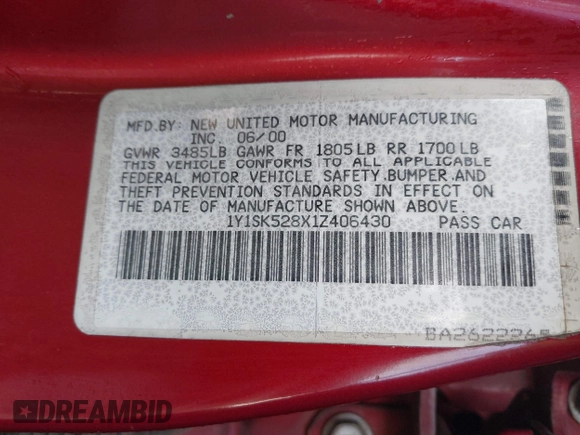 MFD.BY: NEW UNITED MOTOR MANUFACTURING
INC. 06/00
GVWR 3485LB GAWR FR 1805LB RR 1700LB
THIS VEHICLE CONFORMS TO ALL APPLICABLE
FEDERAL MOTOR VEHICLE SAFETY,BUMPER,AND
THEFT PREVENTION STANDARDS IN EFFECT ON
THE DATE OF MANUFACTURE SHOWN ABOVE.
1Y1SK528X1Z406430 PASS CAR
BA2622268
DREAMBID